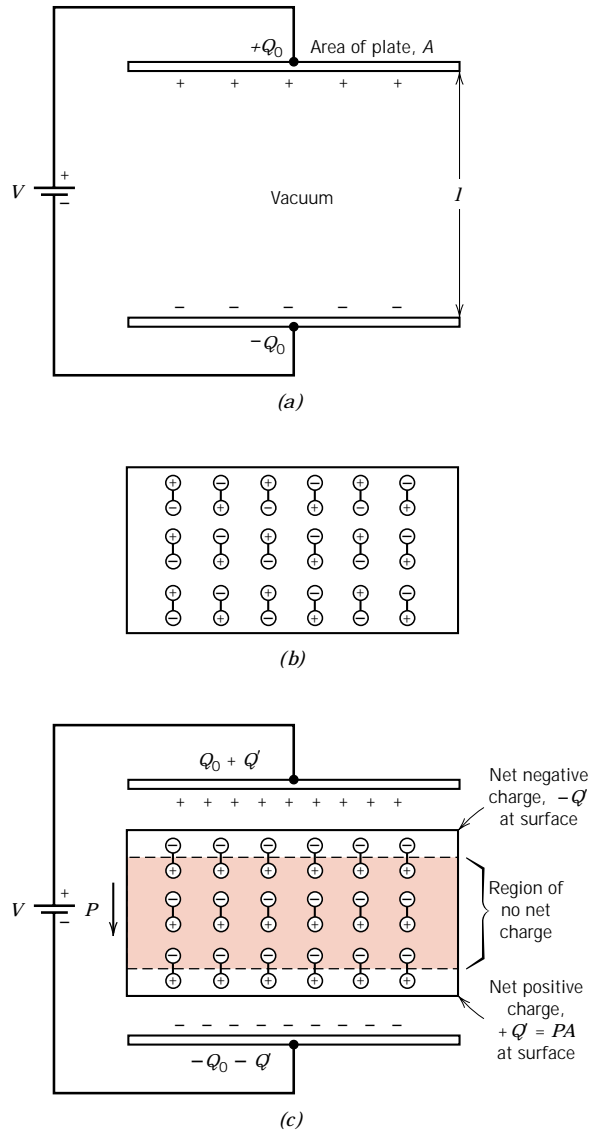 +Q0 Area of plate, A
+ + + + +
V + −
Vacuum
l
− − − − −
−Q0
(a)
+ − + − + −
− + − + − +
+ − + − + −
− + − + − +
+ − + − + −
− + − + − +
(b)
Q0 + Q′
+ + + + + + + + +
Net negative
charge, −Q′
at surface
− − − − − −
+ + + + + +
V + −
P
− − − − − −
+ + + + + +
− − − − − −
+ + + + + +
Region of
no net
charge
Net positive
charge,
+Q′ = PA
at surface
− − − − − − − − −
−Q0 − Q′
(c)